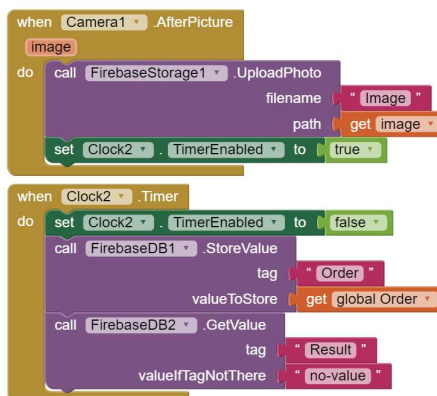 when Camera1 .AfterPicture
image
do call FirebaseStorage1 .UploadPhoto
filename " Image "
path get image
set Clock2 . TimerEnabled to true
when Clock2 .Timer
do set Clock2 . TimerEnabled to false
call FirebaseDB1 .StoreValue
tag " Order "
valueToStore get global Order
call FirebaseDB2 .GetValue
tag " Result "
valueIfTagNotThere " no-value "